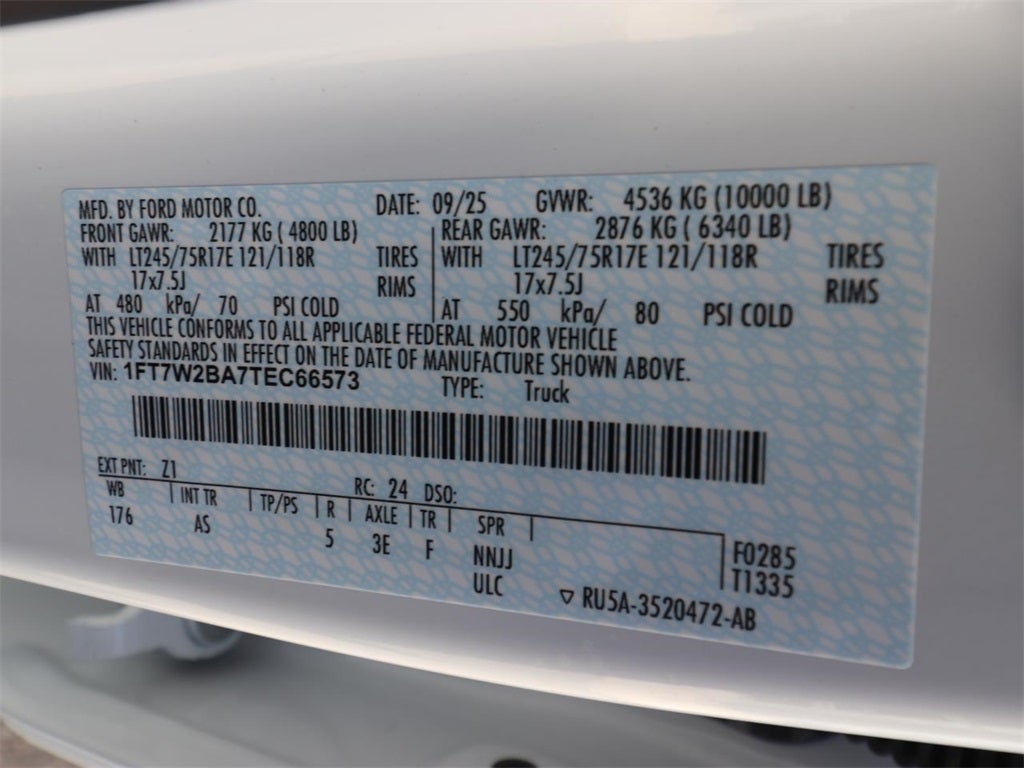 MFD. BY FORD MOTOR CO. DATE: 09/25 GVWR: 4536 KG (10000 LB)
FRONT GAWR: 2177 KG ( 4800 LB) REAR GAWR: 2876 KG ( 6340 LB)
WITH LT245/75R17E 121/118R TIRES WITH LT245/75R17E 121/118R TIRES
17x7.5J RIMS 17x7.5J RIMS
AT 480 kPa/ 70 PSI COLD AT 550 kPa/ 80 PSI COLD
THIS VEHICLE CONFORMS TO ALL APPLICABLE FEDERAL MOTOR VEHICLE
SAFETY STANDARDS IN EFFECT ON THE DATE OF MANUFACTURE SHOWN ABOVE.
VIN: 1FT7W2BA7TEC66573 TYPE: Truck
EXT PNT: Z1 RC: 24 DSO:
WB INT TR TP/PS R AXLE TR SPR
176 AS 5 3E F NNJJ F0285
ULC T1335
▽ RU5A-3520472-AB